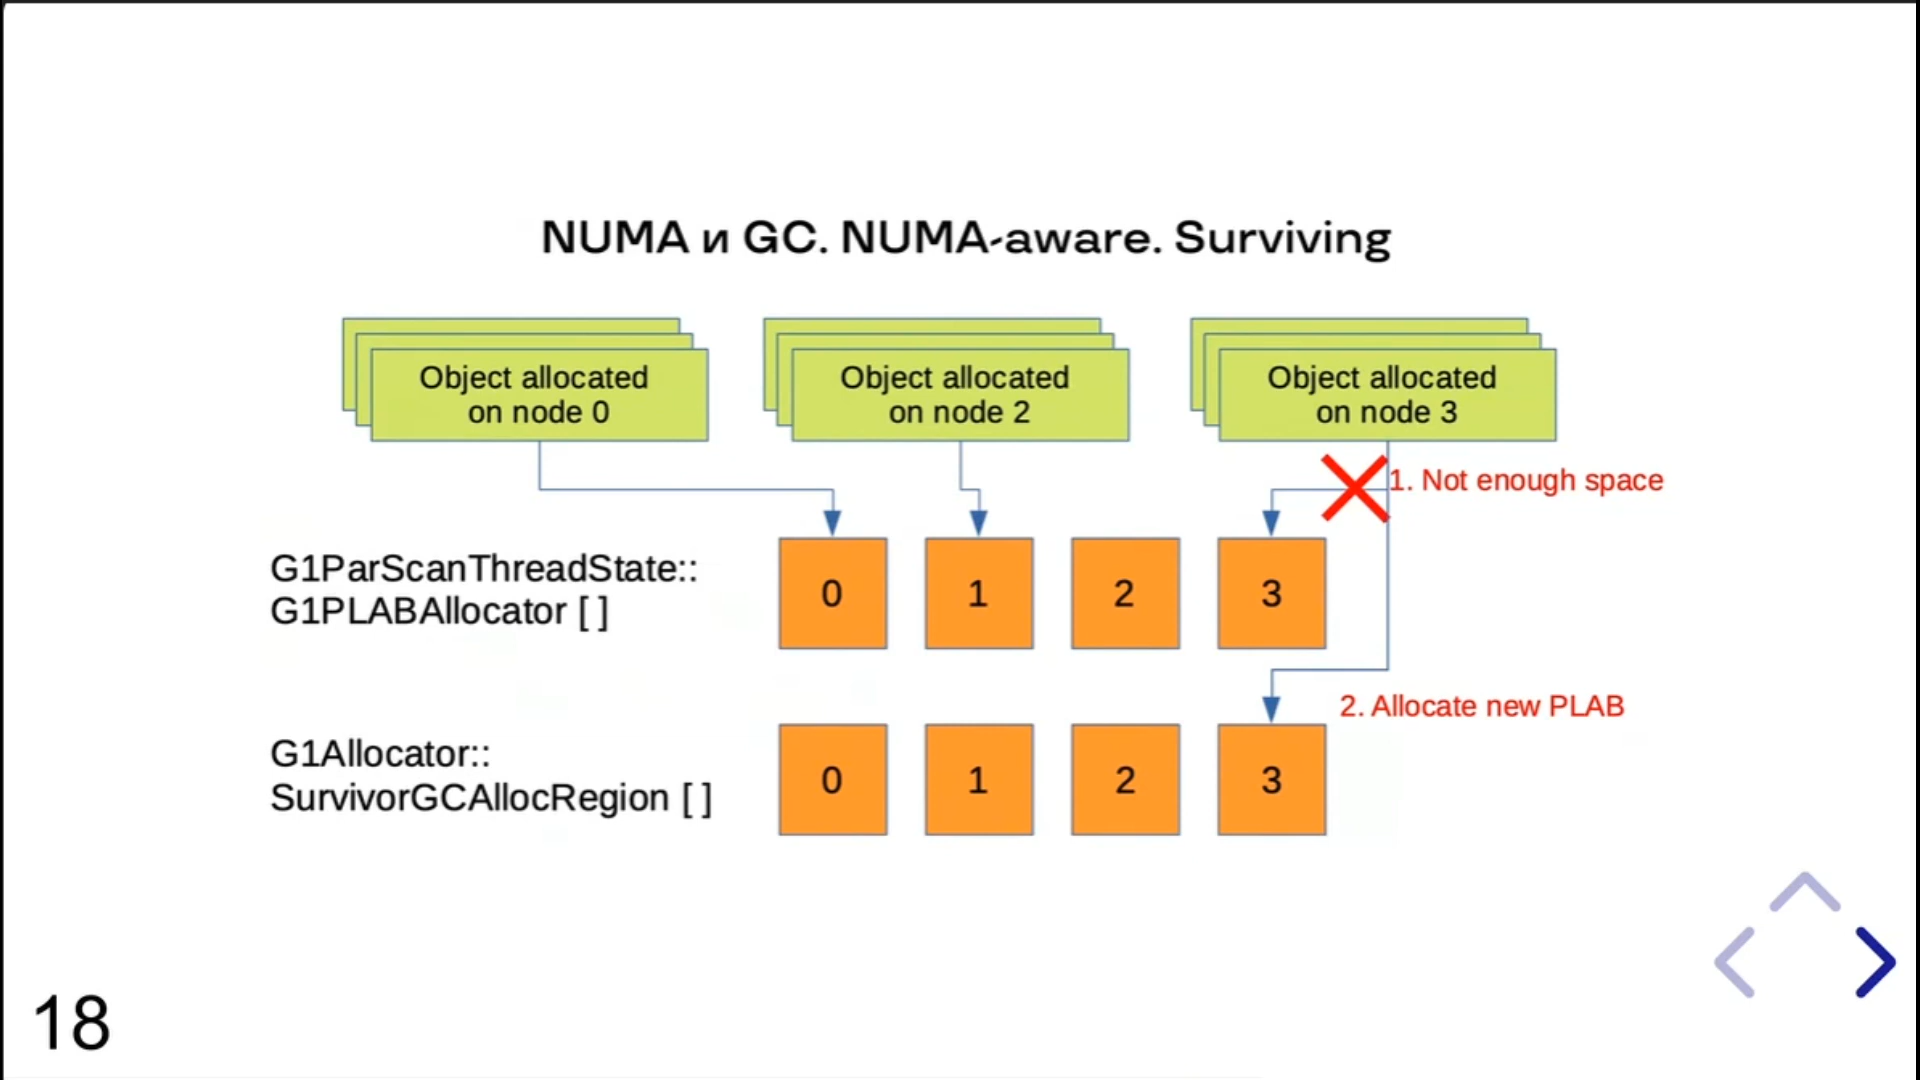 NUMA и GC. NUMA-aware. Surviving
Object allocated
on node 0
Object allocated
on node 2
Object allocated
on node 3
1. Not enough space
G1ParScanThreadState::
G1PLABAllocator [ ]
0
1
2
3
2. Allocate new PLAB
G1Allocator::
SurvivorGCAllocRegion [ ]
0
1
2
3
18